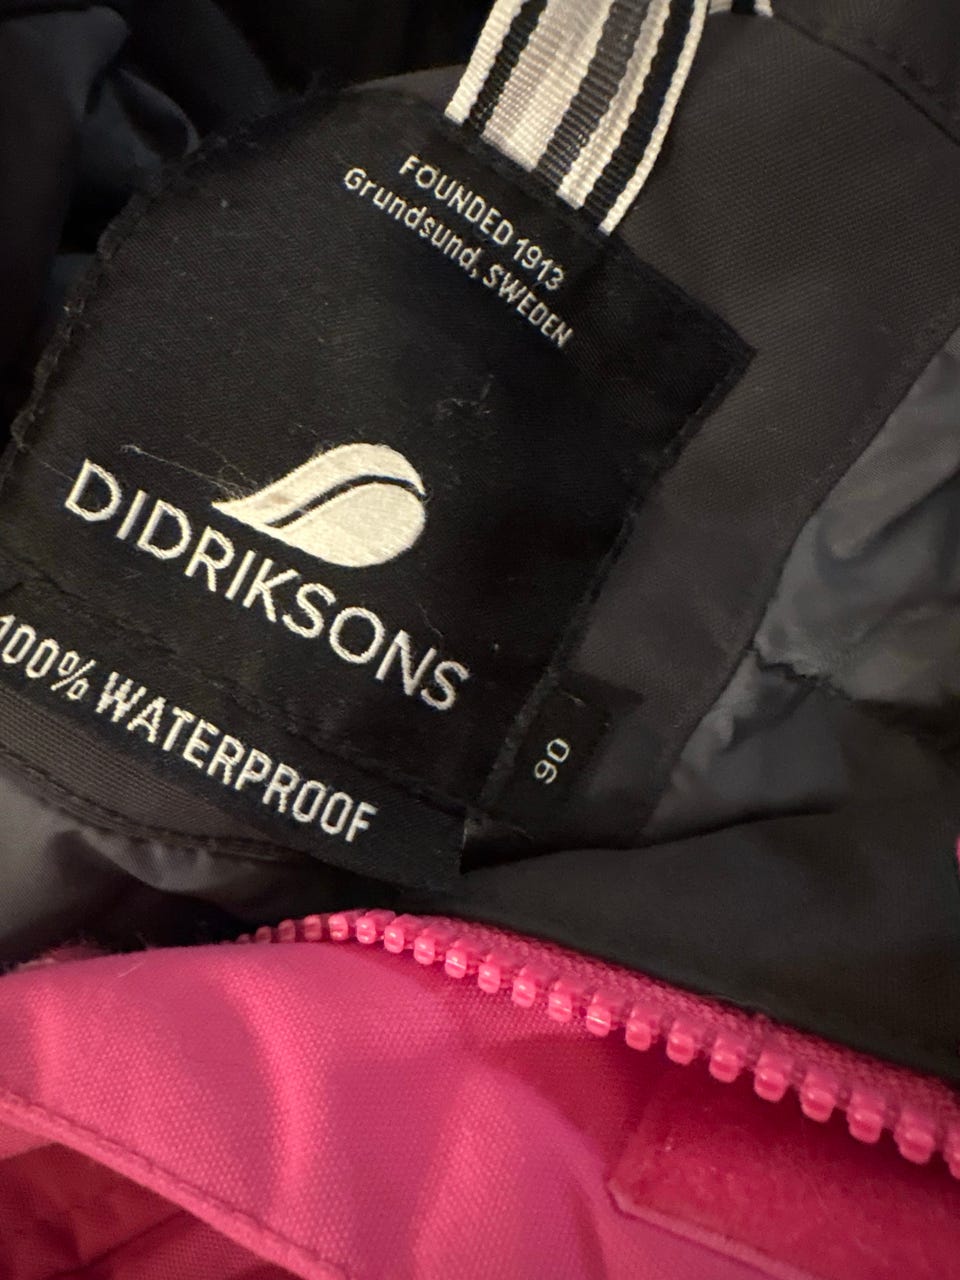 FOUNDED 1913
Grundsund, SWEDEN
DIDRIKSONS
100% WATERPROOF
90